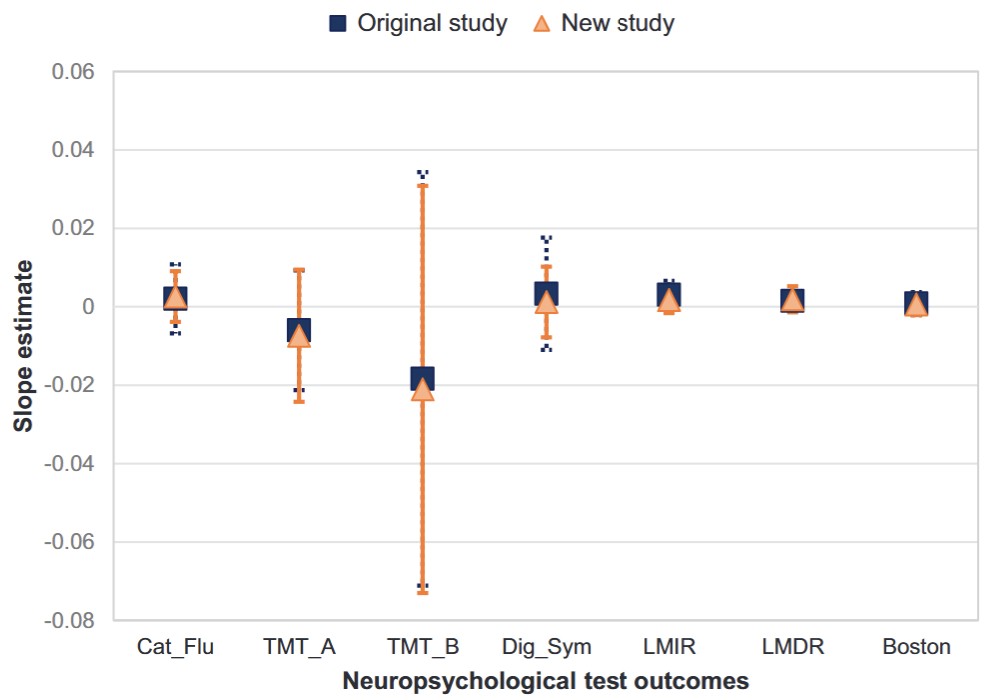 Original study New study
0.06
0.04
0.02
0
-0.02
-0.04
-0.06
-0.08
Slope estimate
Cat_Flu TMT_A TMT_B Dig_Sym LMIR LMDR Boston
Neuropsychological test outcomes